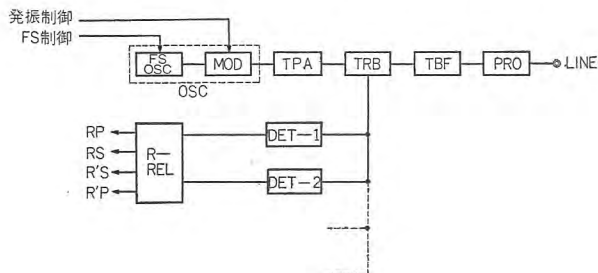 発振制御
FS制御
FS
OSC
MOD
OSC
TPA
TRB
TBF
PRO
LINE
RP
RS
R'S
R'P
R-
REL
DET-1
DET-2